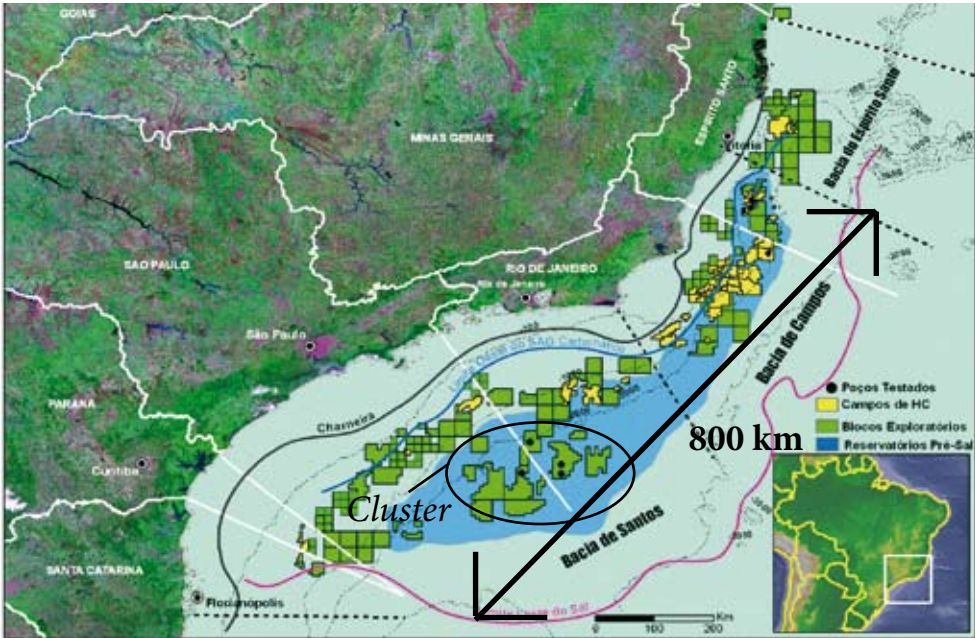 GOIAS
MINAS GERAIS
ESPIRITO SANTO
Vitória
Bacia do Espírito Santo
SAO PAULO
RIO DE JANEIRO
Rio de Janeiro
São Paulo
Bacia de Campos
PARANA
Charneira
Poços Testados
Campos de HC
Blocos Exploratórios
Reservatórios Pré-Sal
800 km
Curitiba
Cluster
Bacia de Santos
SANTA CATARINA
Florianópolis
Km
0 100 200